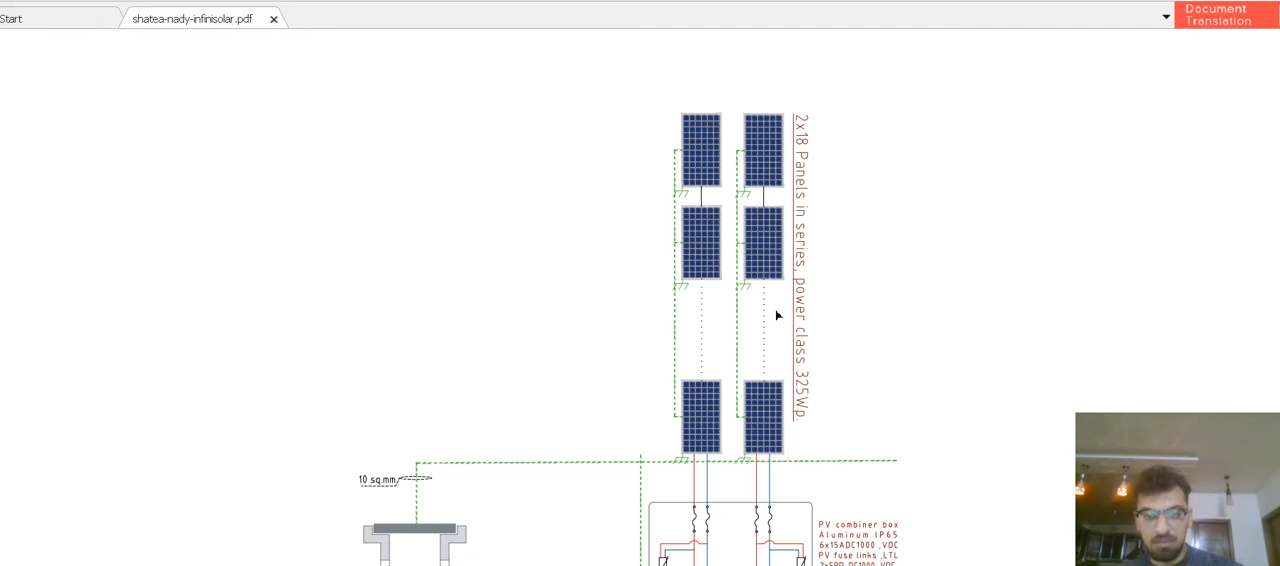 Start
shatea-nady-infinisolar.pdf
Document
Translation
2x18 Panels in series, power class 325Wp.
10 sq.mm
PV combiner box
Aluminum IP65
6x15ADC1000 ,VDC
PV fuse links ,LTL